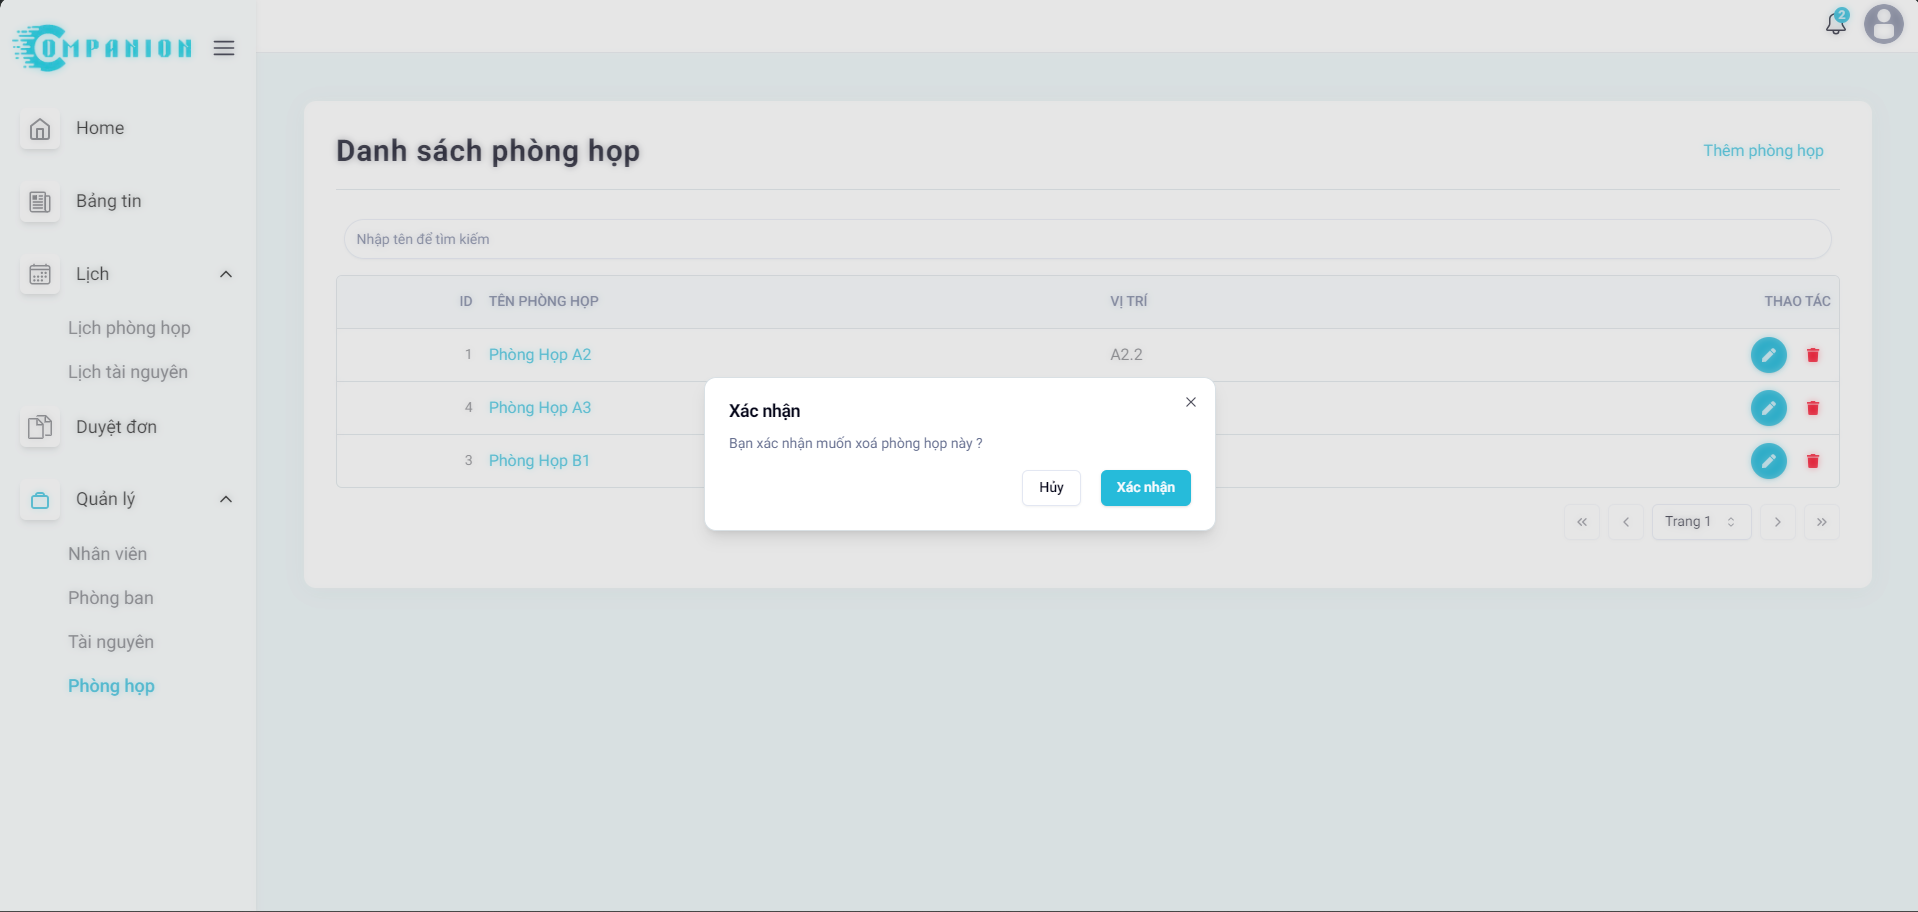 COMPANION
2
Home
Bảng tin
Lịch
Lịch phòng họp
Lịch tài nguyên
Duyệt đơn
Quản lý
Nhân viên
Phòng ban
Tài nguyên
Phòng họp
Danh sách phòng họp
Thêm phòng họp
Nhập tên để tìm kiếm
ID TÊN PHÒNG HỌP VỊ TRÍ THAO TÁC
1 Phòng Họp A2 A2.2
4 Phòng Họp A3
3 Phòng Họp B1
Xác nhận
Bạn xác nhận muốn xoá phòng họp này ?
Hủy Xác nhận
Trang 1